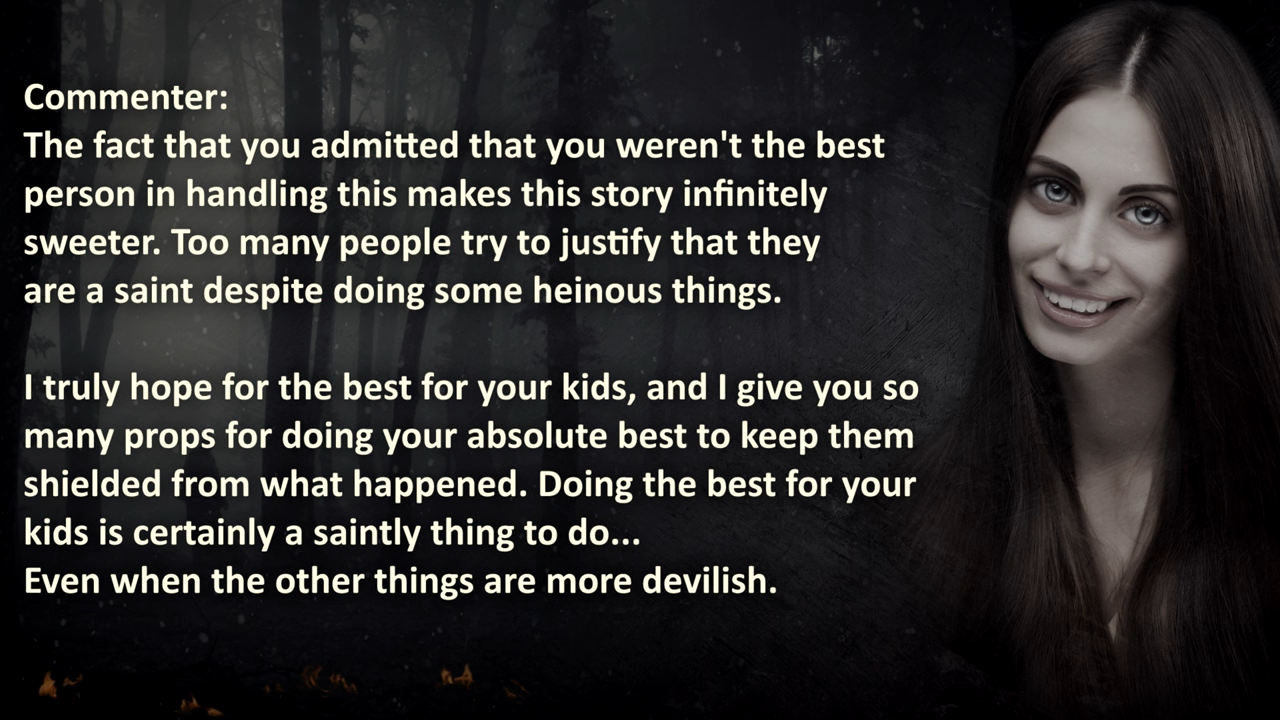 Commenter:
The fact that you admitted that you weren't the best
person in handling this makes this story infinitely
sweeter. Too many people try to justify that they
are a saint despite doing some heinous things.
I truly hope for the best for your kids, and I give you so
many props for doing your absolute best to keep them
shielded from what happened. Doing the best for your
kids is certainly a saintly thing to do...
Even when the other things are more devilish.